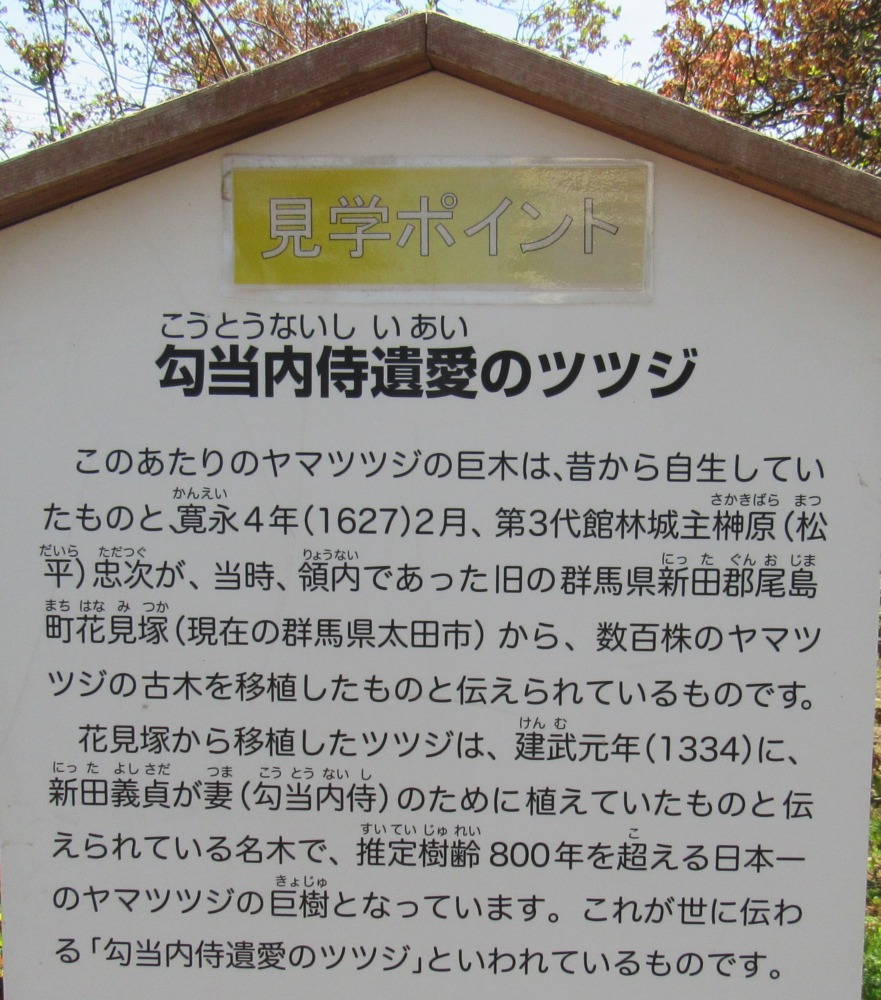 見学ポイント
こうとうないし い あい
勾当内侍遺愛のツツジ
このあたりのヤマツツジの巨木は、昔から自生してい
かんえい さかきばら まつ
たものと、寛永4年(1627)2月、第3代館林城主榊原(松
だいら ただつぐ りょうない にっ た ぐん お じま
平)忠次が、当時、領内であった旧の群馬県新田郡尾島
まち はな み つか
町花見塚(現在の群馬県太田市)から、数百株のヤマツ
ツジの古木を移植したものと伝えられているものです。
けん む
花見塚から移植したツツジは、建武元年(1334)に、
にっ た よし さだ つま こう とう ない し
新田義貞が妻(勾当内侍)のために植えていたものと伝
すい てい じゅ れい こ
えられている名木で、推定樹齢800年を超える日本一
きょじゅ
のヤマツツジの巨樹となっています。これが世に伝わ
る「勾当内侍遺愛のツツジ」といわれているものです。